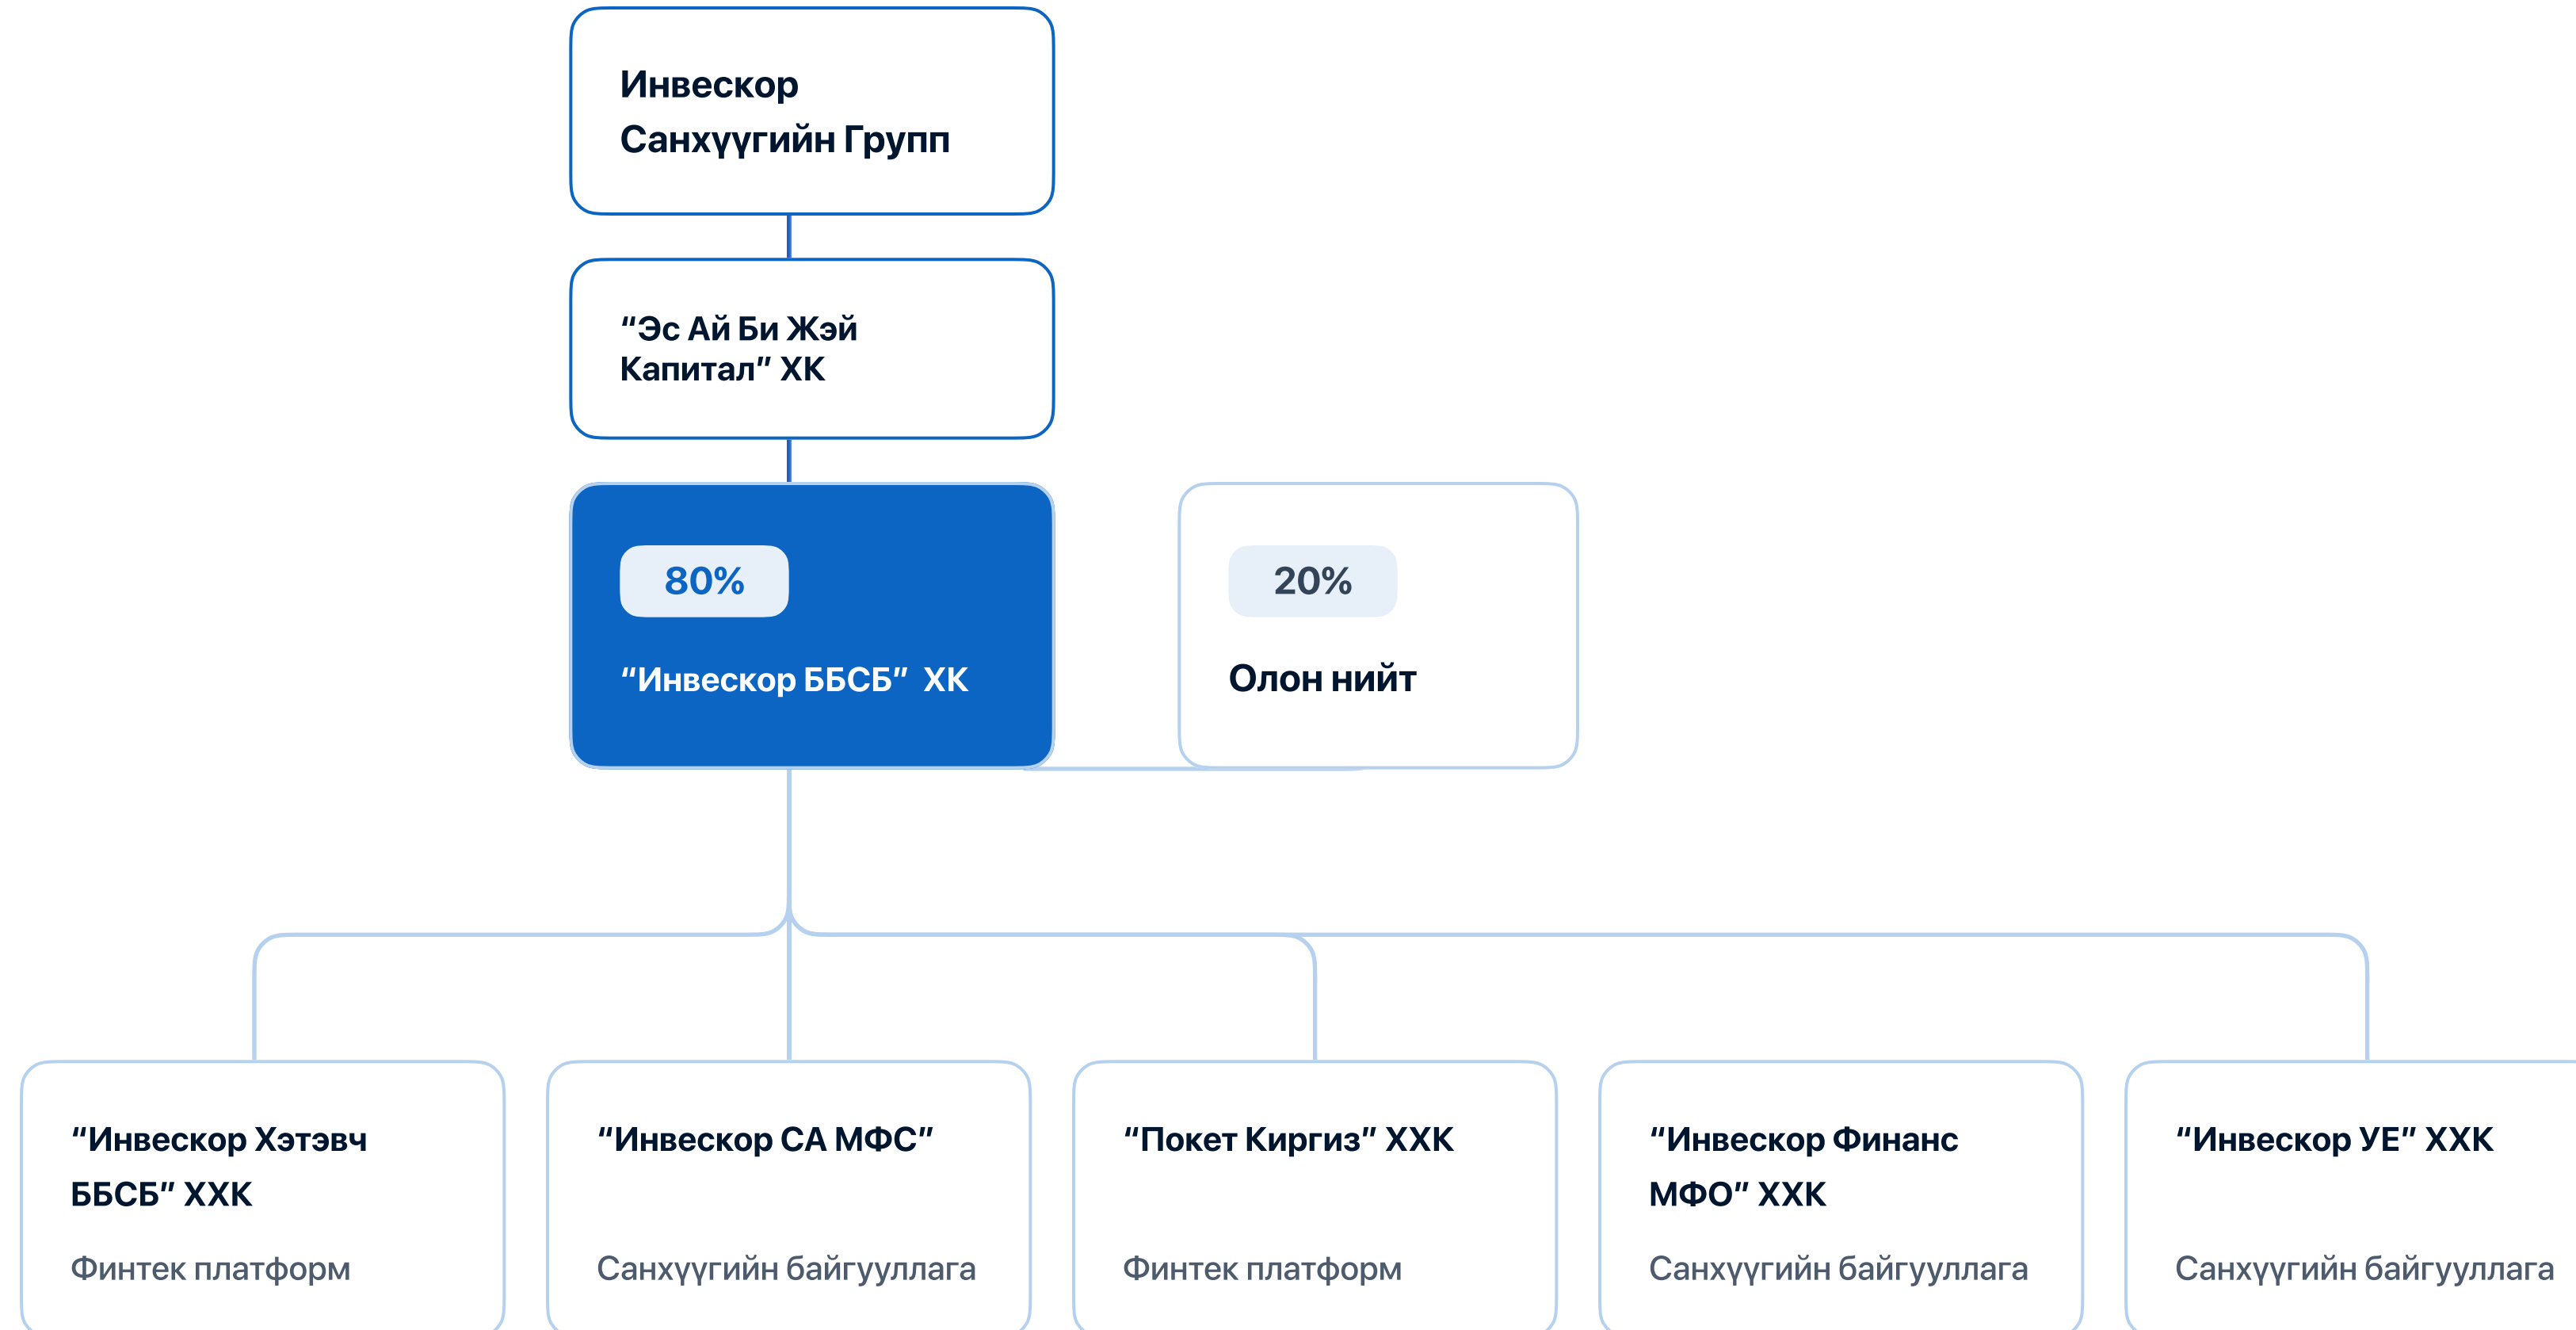 Инвескор
Санхүүгийн Групп
“Эс Ай Би Жэй
Капитал” ХК
80%
20%
“Инвескор ББСБ” ХК
Олон нийт
“Инвескор Хэтэвч
ББСБ” ХХК
Финтек платформ
“Инвескор СА МФС”
Санхүүгийн байгууллага
“Покет Киргиз” ХХК
Финтек платформ
“Инвескор Финанс
МФО” ХХК
Санхүүгийн байгууллага
“Инвескор УЕ” ХХК
Санхүүгийн байгууллага